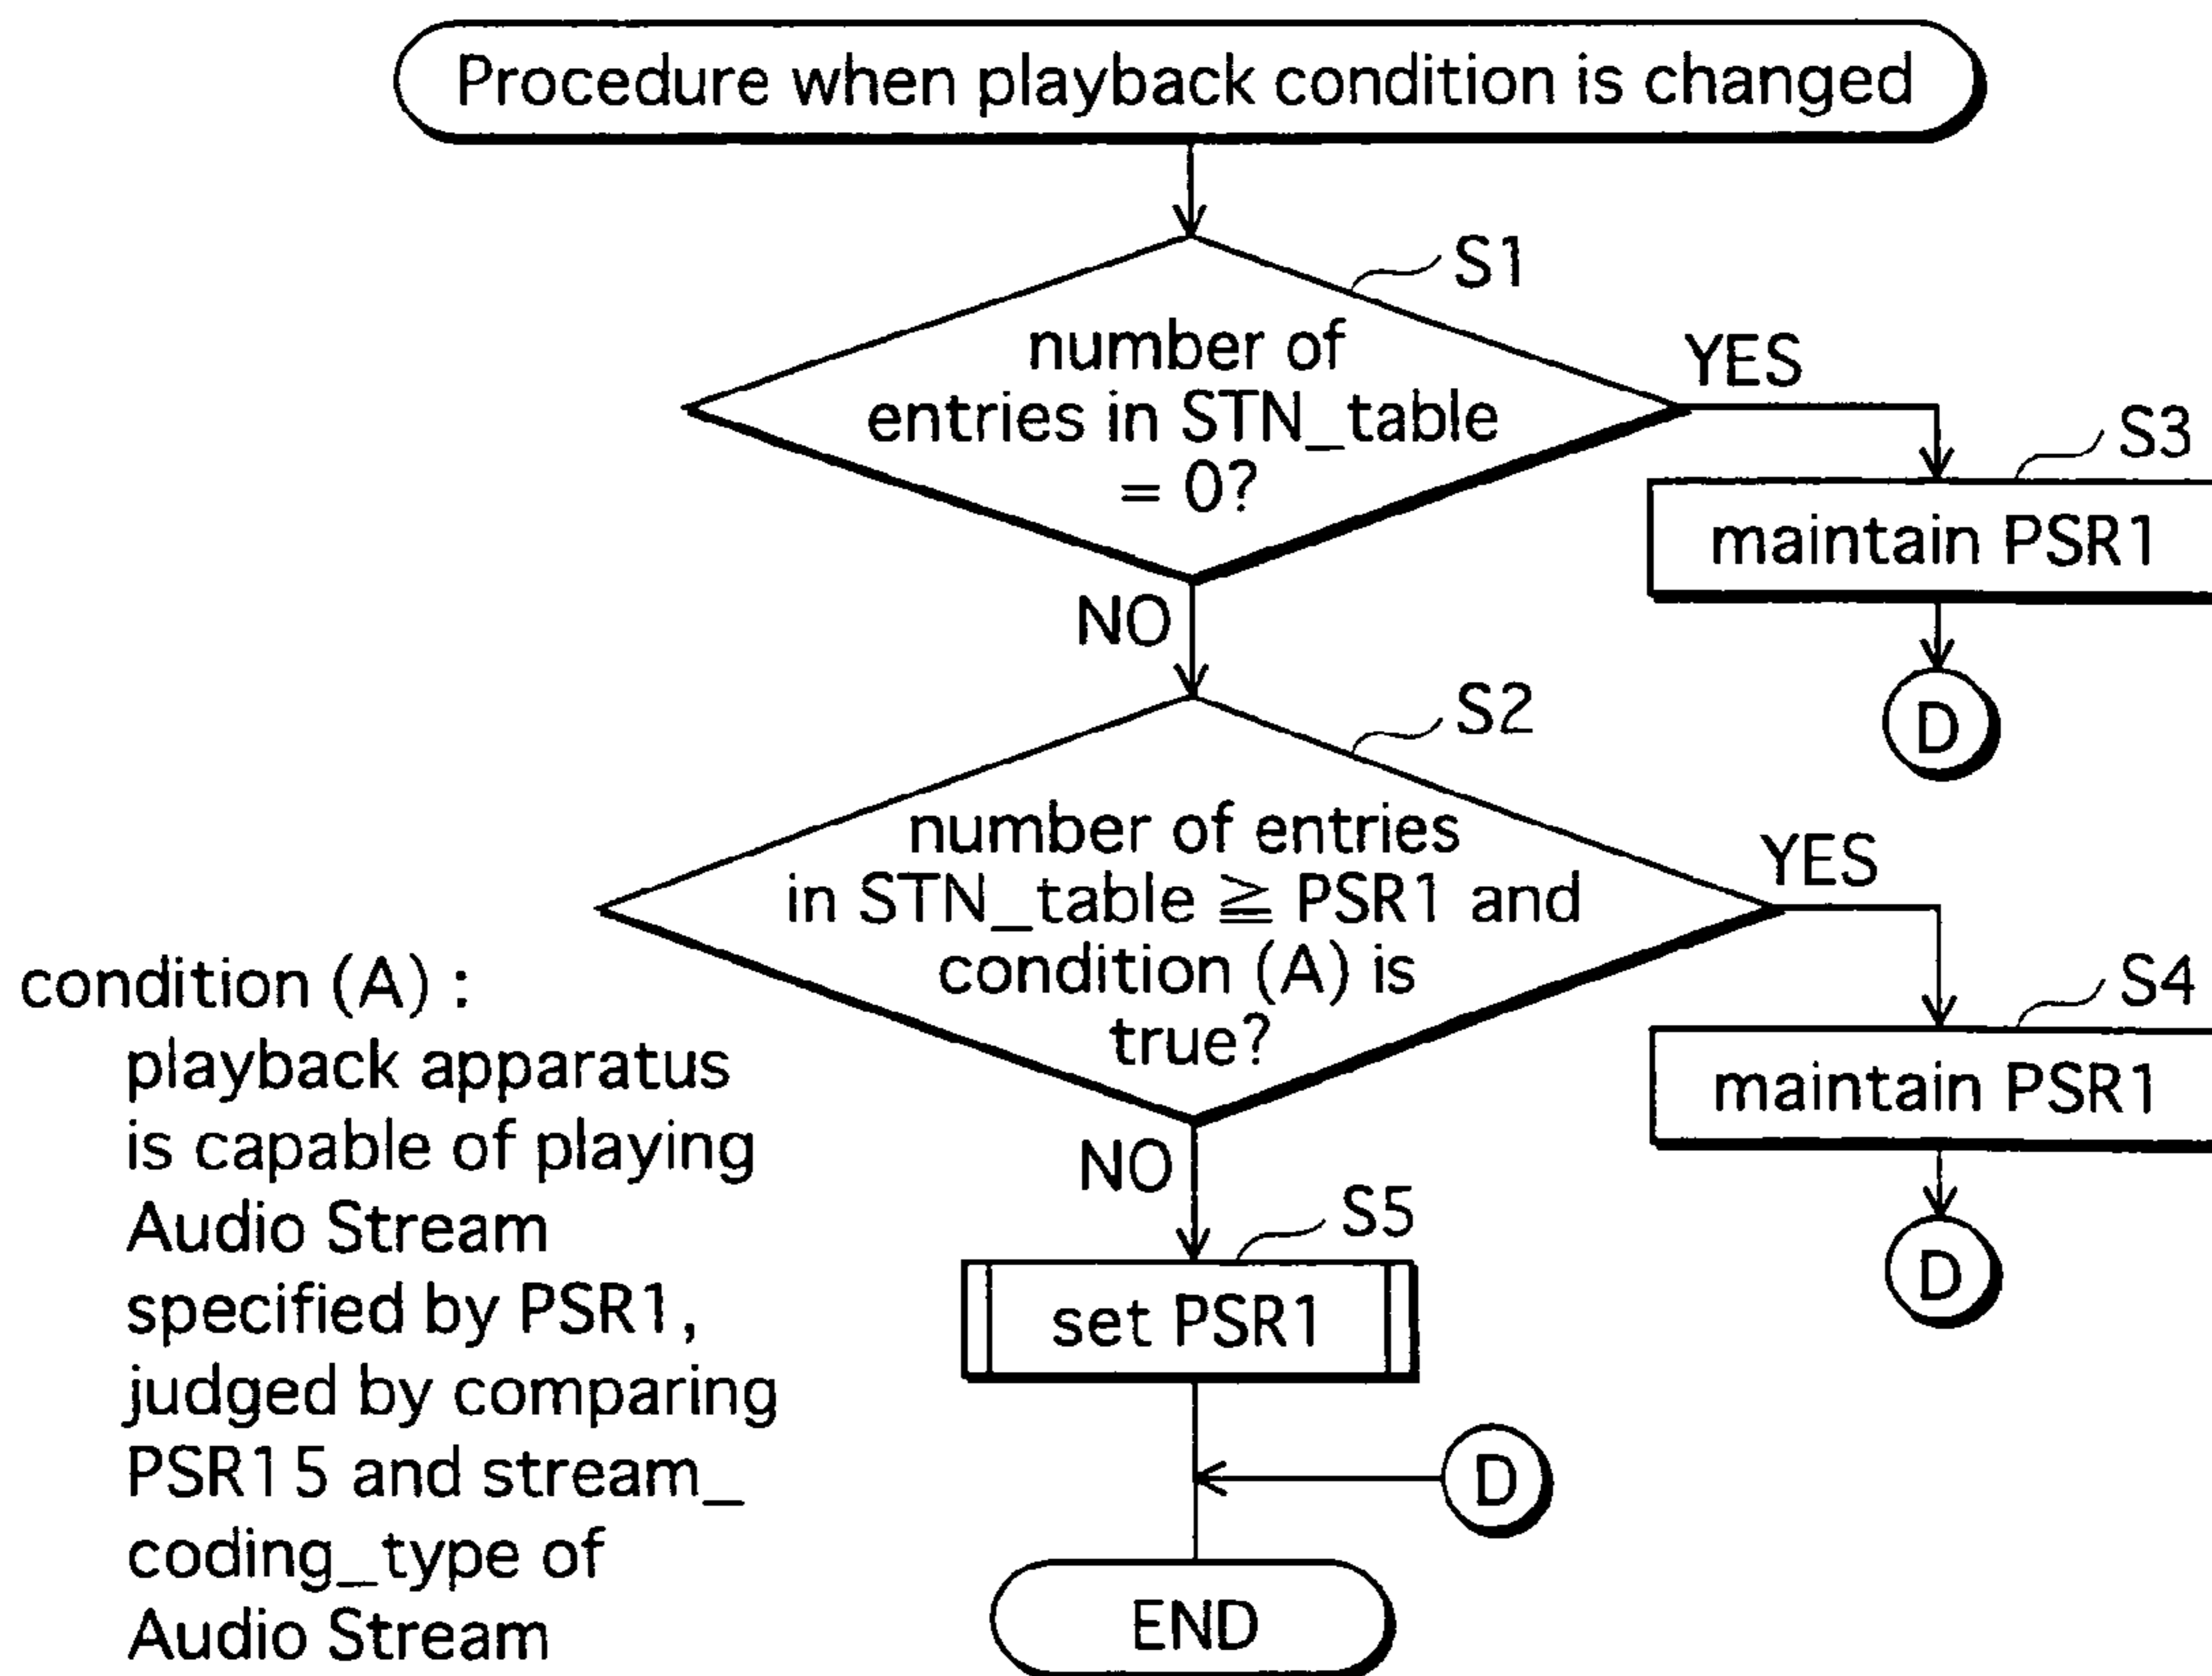 Procedure when playback condition is changed
S1
number of
entries in STN_table
= 0?
YES
S3
maintain PSR1
D
NO
S2
number of entries
in STN_table ≧ PSR1 and
condition (A) is
true?
YES
S4
maintain PSR1
D
NO
S5
set PSR1
D
END
condition (A) :
playback apparatus
is capable of playing
Audio Stream
specified by PSR1,
judged by comparing
PSR15 and stream_
coding_type of
Audio Stream